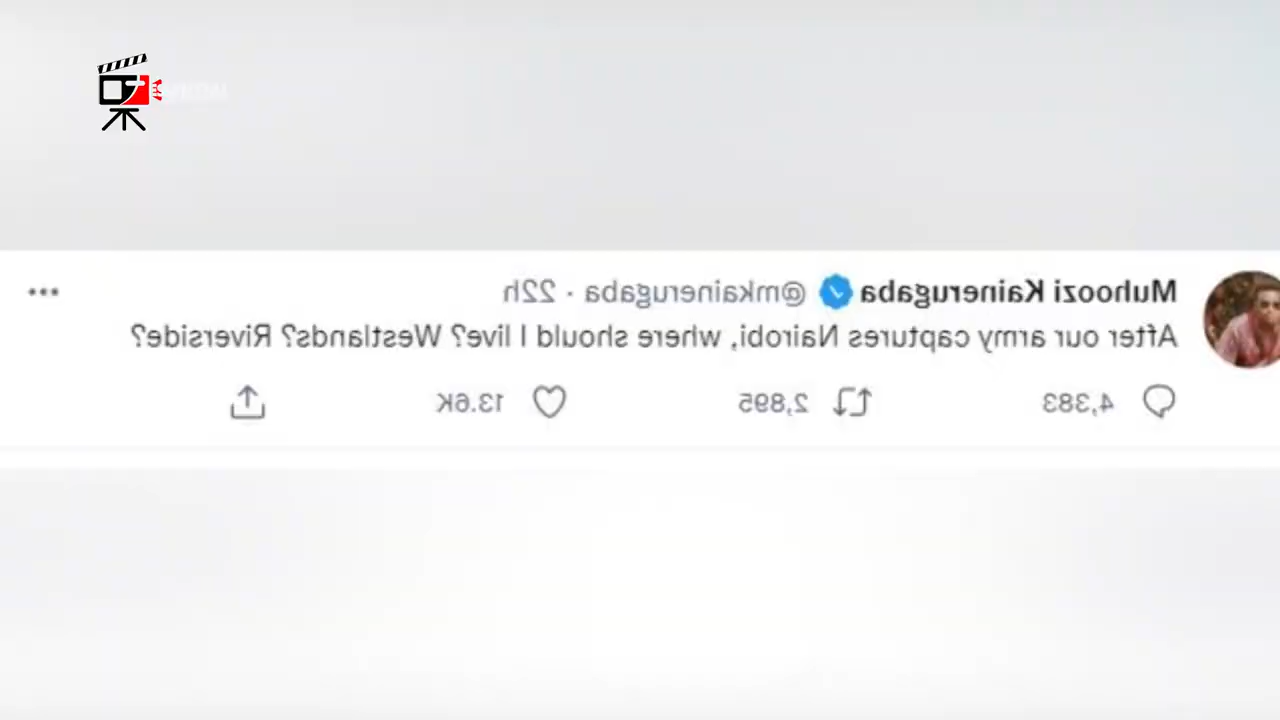 Muhoozi Kainerugaba @mkainerugaba · 22h
After our army captures Nairobi, where should I live? Westlands? Riverside?
4,383 2,895 13.6K